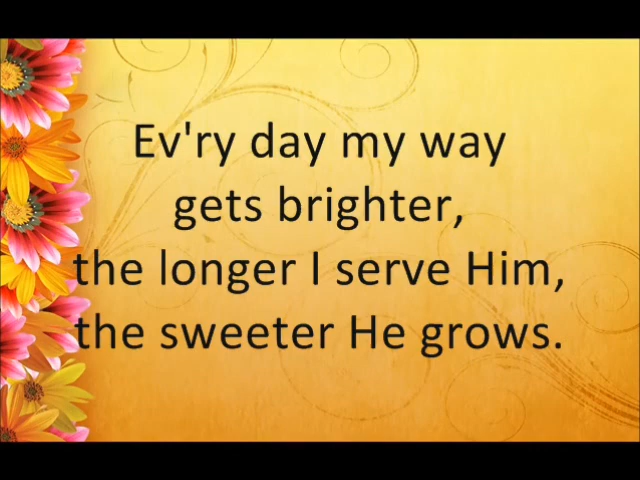 Ev'ry day my way
gets brighter,
the longer I serve Him,
the sweeter He grows.